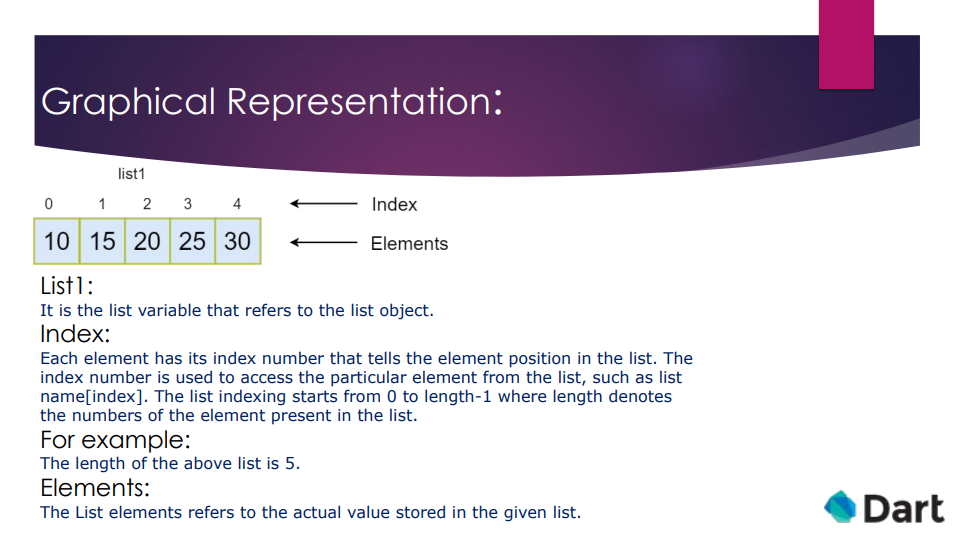 Graphical Representation:
list1
0 1 2 3 4 Index
10 15 20 25 30 Elements
List1:
It is the list variable that refers to the list object.
Index:
Each element has its index number that tells the element position in the list. The
index number is used to access the particular element from the list, such as list
name[index]. The list indexing starts from 0 to length-1 where length denotes
the numbers of the element present in the list.
For example:
The length of the above list is 5.
Elements:
The List elements refers to the actual value stored in the given list.
Dart